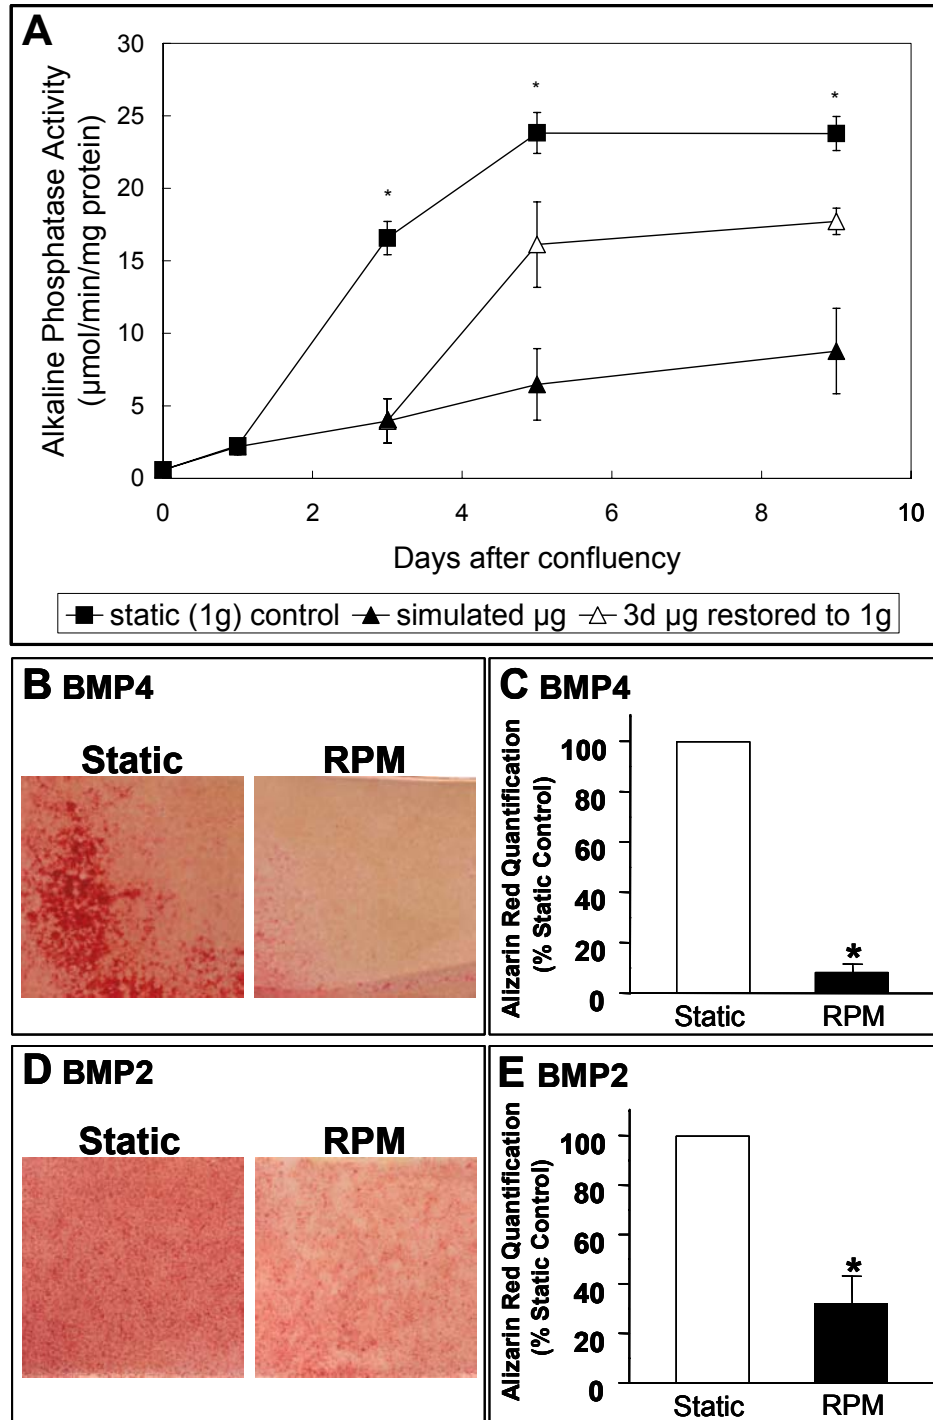 A
Alkaline Phosphatase Activity
(µmol/min/mg protein)
30
25
20
15
10
5
0
*
*
*
0
2
4
6
8
10
Days after confluency
static (1g) control
simulated µg
3d µg restored to 1g
B BMP4
Static
RPM
C BMP4
Alizarin Red Quantification
(% Static Control)
100
80
60
40
20
0
*
Static
RPM
D BMP2
Static
RPM
E BMP2
Alizarin Red Quantification
(% Static Control)
100
80
60
40
20
0
*
Static
RPM